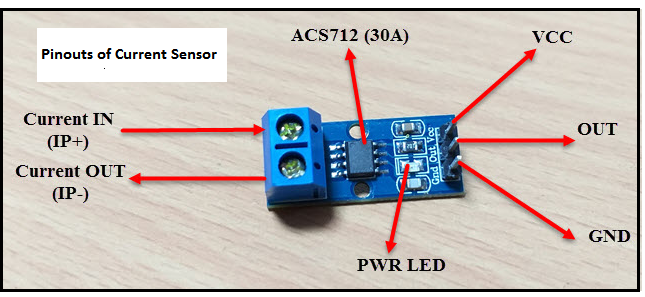 Pinouts of Current Sensor
ACS712 (30A)
VCC
Current IN
(IP+)
OUT
Current OUT
(IP-)
Gnd Out Vcc
GND
PWR LED